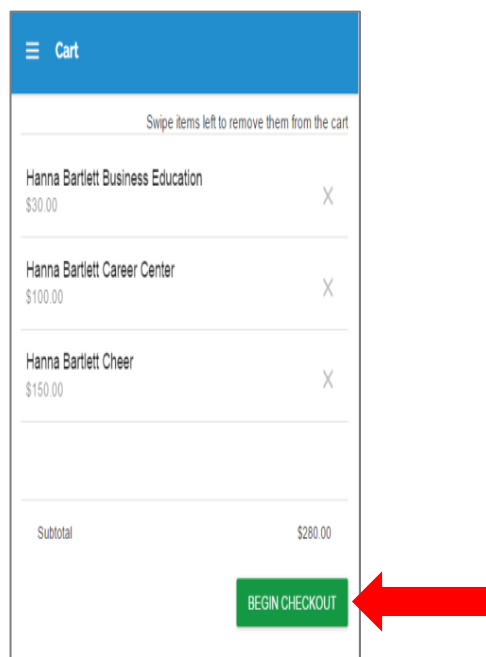 Cart
Swipe items left to remove them from the cart
Hanna Bartlett Business Education
$30.00
X
Hanna Bartlett Career Center
$100.00
X
Hanna Bartlett Cheer
$150.00
X
Subtotal $280.00
BEGIN CHECKOUT